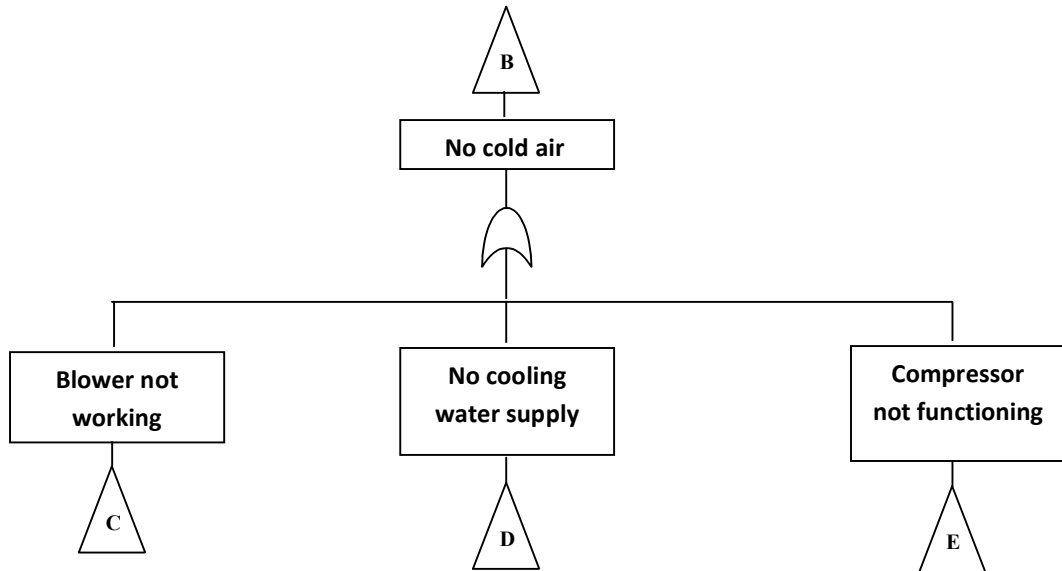 B
No cold air
Blower not
working
No cooling
water supply
Compressor
not functioning
C
D
E